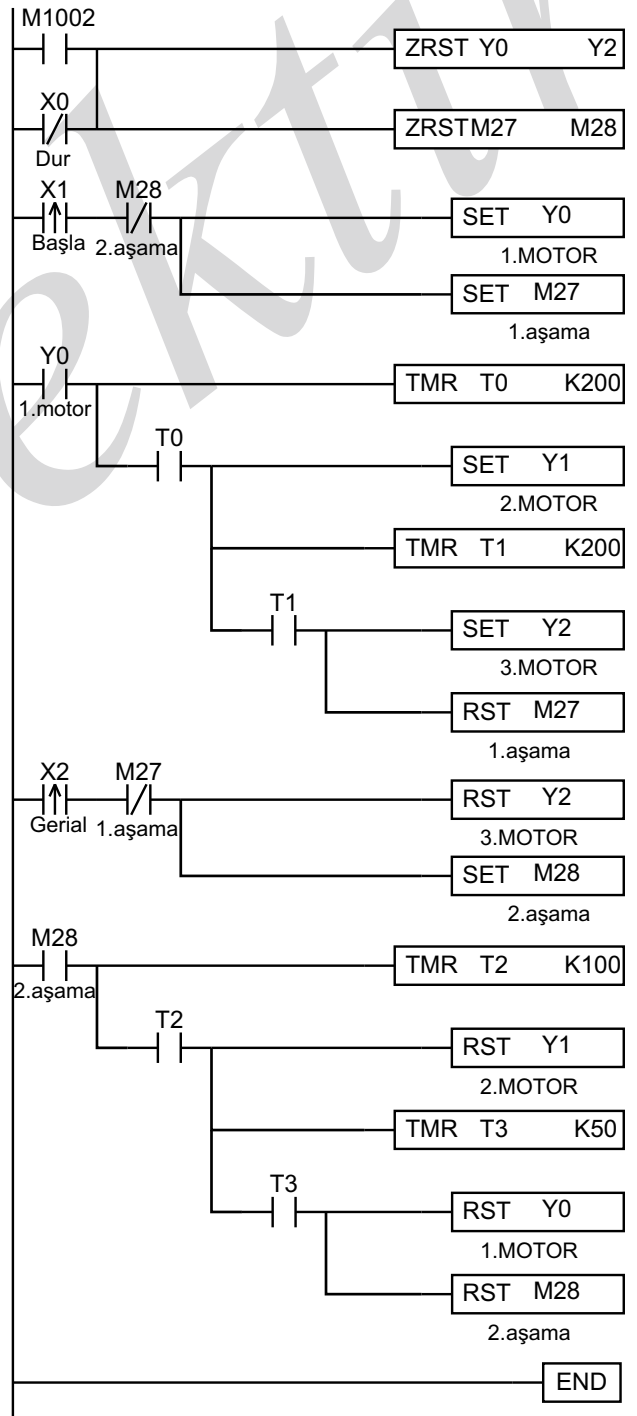 M1002
ZRST Y0 Y2
X0
Dur
ZRSTM27 M28
X1 M28
Başla 2.aşama
SET Y0
1.MOTOR
SET M27
1.aşama
Y0
1.motor
TMR T0 K200
T0
SET Y1
2.MOTOR
TMR T1 K200
T1
SET Y2
3.MOTOR
RST M27
1.aşama
X2 M27
Gerial 1.aşama
RST Y2
3.MOTOR
SET M28
2.aşama
M28
2.aşama
TMR T2 K100
T2
RST Y1
2.MOTOR
TMR T3 K50
T3
RST Y0
1.MOTOR
RST M28
2.aşama
END